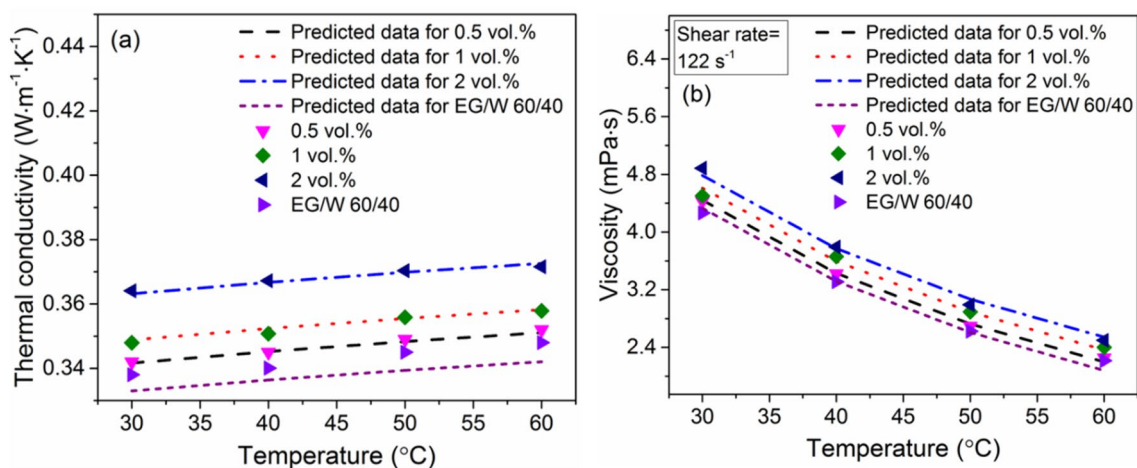 (a)
Predicted data for 0.5 vol.%
Predicted data for 1 vol.%
Predicted data for 2 vol.%
Predicted data for EG/W 60/40
0.5 vol.%
1 vol.%
2 vol.%
EG/W 60/40
Thermal conductivity (W·m⁻¹·K⁻¹)
0.44
0.42
0.40
0.38
0.36
0.34
30 35 40 45 50 55 60
Temperature (°C)
Shear rate=
122 s⁻¹
(b)
Predicted data for 0.5 vol.%
Predicted data for 1 vol.%
Predicted data for 2 vol.%
Predicted data for EG/W 60/40
0.5 vol.%
1 vol.%
2 vol.%
EG/W 60/40
Viscosity (mPa·s)
6.4
5.6
4.8
4.0
3.2
2.4
30 35 40 45 50 55 60
Temperature (°C)